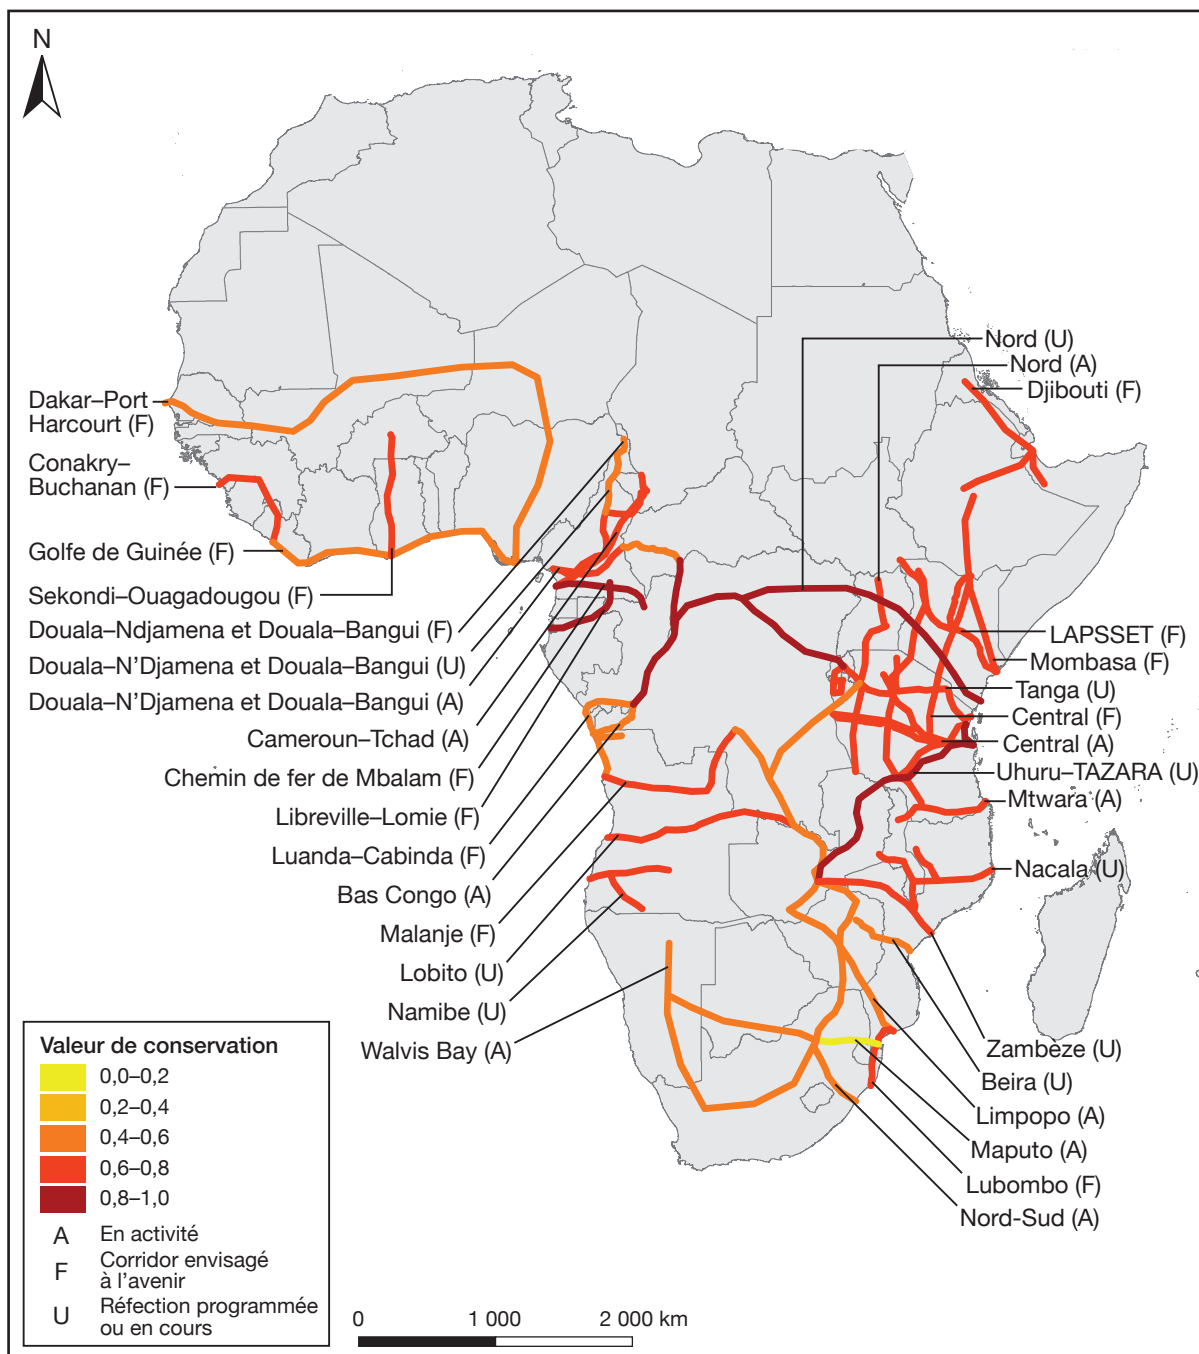 N
Nord (U)
Nord (A)
Djibouti (F)
Dakar–Port
Harcourt (F)
Conakry–
Buchanan (F)
Golfe de Guinée (F)
Sekondi–Ouagadougou (F)
Douala–Ndjamena et Douala–Bangui (F)
Douala–N’Djamena et Douala–Bangui (U)
Douala–N’Djamena et Douala–Bangui (A)
Cameroun–Tchad (A)
Chemin de fer de Mbalam (F)
Libreville–Lomie (F)
Luanda–Cabinda (F)
Bas Congo (A)
Malanje (F)
Lobito (U)
Namibe (U)
Walvis Bay (A)
LAPSSET (F)
Mombasa (F)
Tanga (U)
Central (F)
Central (A)
Uhuru–TAZARA (U)
Mtwara (A)
Nacala (U)
Zambèze (U)
Beira (U)
Limpopo (A)
Maputo (A)
Lubombo (F)
Nord-Sud (A)
Valeur de conservation
0,0–0,2
0,2–0,4
0,4–0,6
0,6–0,8
0,8–1,0
A En activité
F Corridor envisagé
à l’avenir
U Réfection programmée
ou en cours
0 1 000 2 000 km